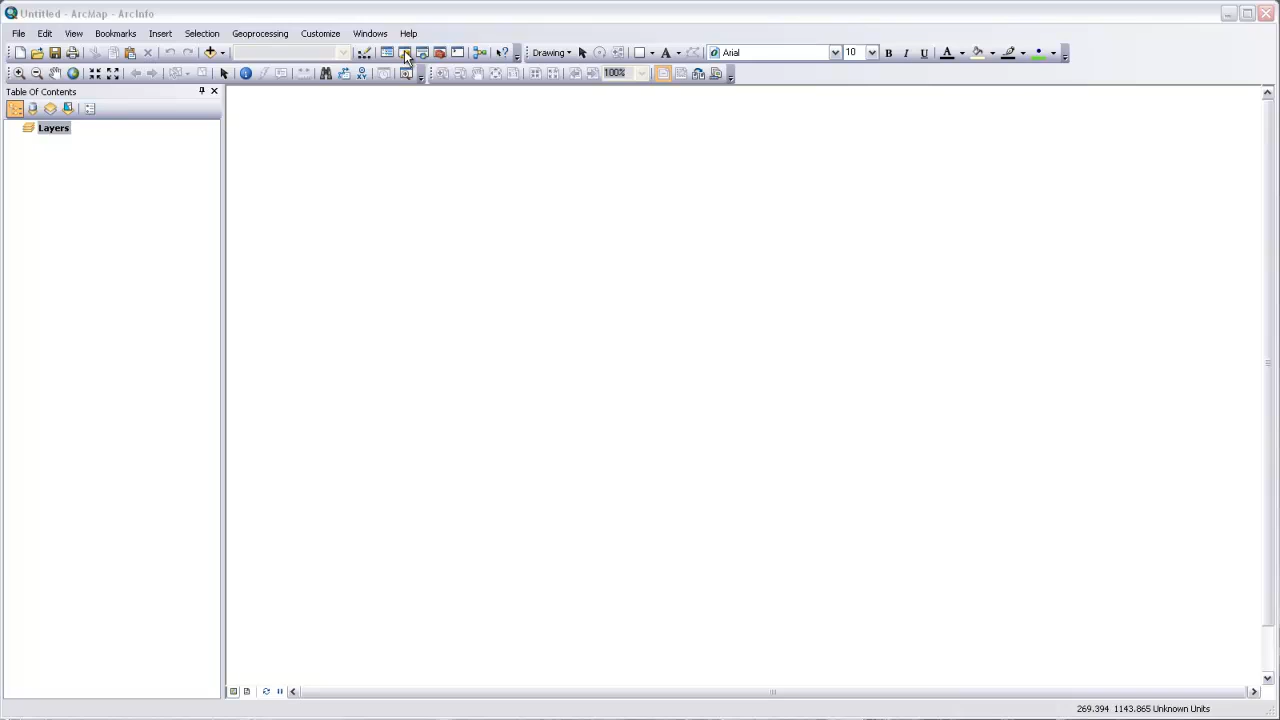 Untitled - ArcMap - ArcInfo
File Edit View Bookmarks Insert Selection Geoprocessing Customize Windows Help
Drawing Arial 10 B I U A
100%
Table Of Contents
Layers
269.394 1143.865 Unknown Units